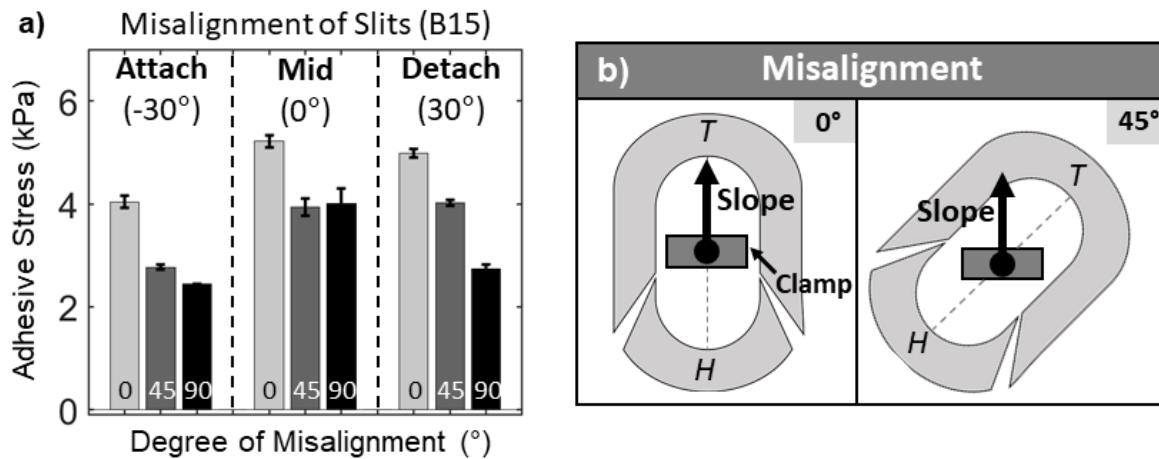 a)
Misalignment of Slits (B15)
Attach Mid Detach
(-30°) (0°) (30°)
Adhesive Stress (kPa)
6
4
2
0
0 45 90 0 45 90 0 45 90
Degree of Misalignment (°)
b) Misalignment
0° 45°
T T
Slope Slope
Clamp
H H